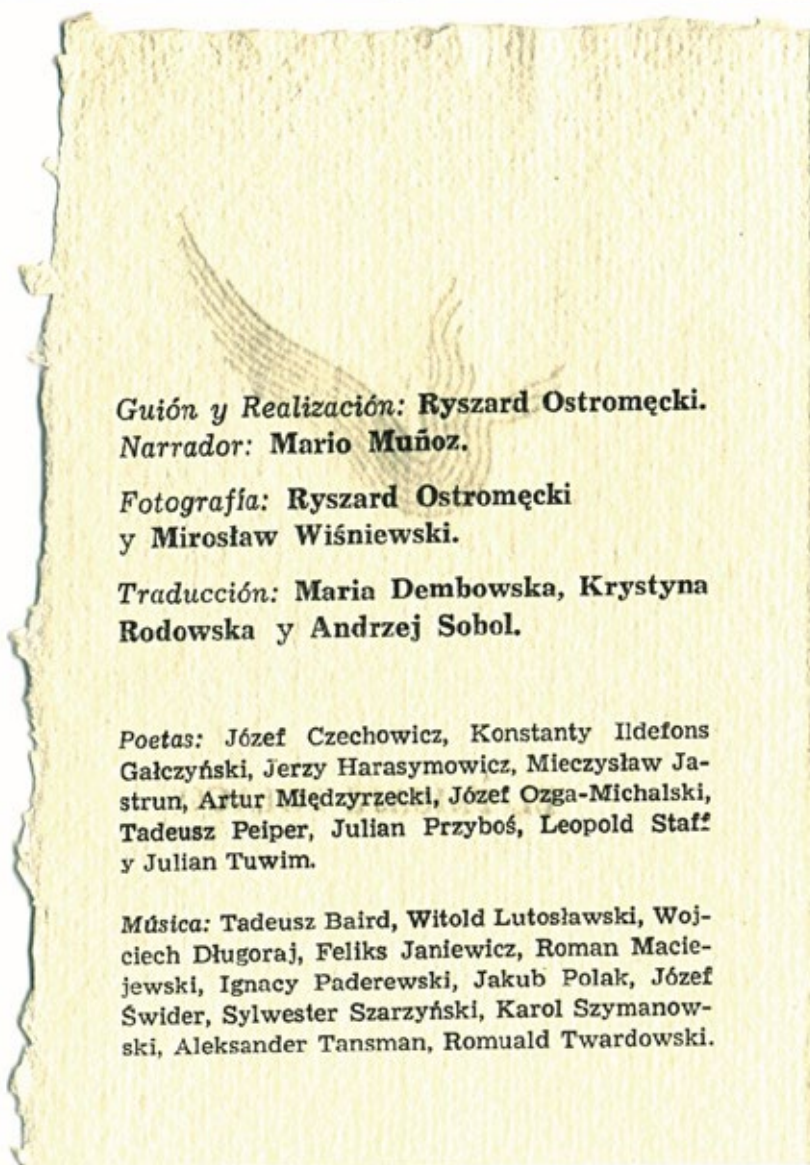 Guión y Realización: Ryszard Ostromęcki.
Narrador: Mario Muñoz.
Fotografía: Ryszard Ostromęcki
y Mirosław Wiśniewski.
Traducción: Maria Dembowska, Krystyna
Rodowska y Andrzej Sobol.
Poetas: Józef Czechowicz, Konstanty Ildefons
Gałczyński, Jerzy Harasymowicz, Mieczysław Ja-
strun, Artur Międzyrzecki, Józef Ozga-Michalski,
Tadeusz Peiper, Julian Przyboś, Leopold Staff
y Julian Tuwim.
Música: Tadeusz Baird, Witold Lutosławski, Woj-
ciech Długoraj, Feliks Janiewicz, Roman Macie-
jewski, Ignacy Paderewski, Jakub Polak, Józef
Świder, Sylwester Szarzyński, Karol Szymanow-
ski, Aleksander Tansman, Romuald Twardowski.